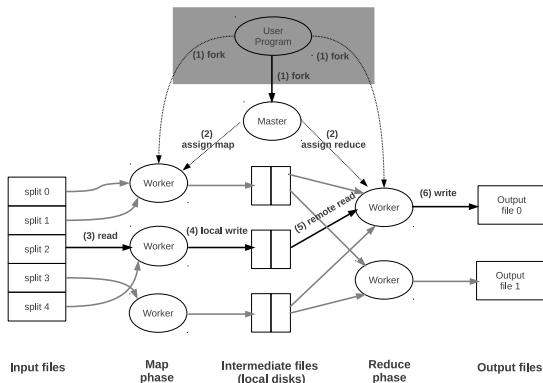 User
Program
(1) fork
(1) fork
(1) fork
Master
(2)
assign map
(2)
assign reduce
split 0
split 1
split 2
split 3
split 4
(3) read
Worker
Worker
Worker
(4) local write
(5) remote read
Worker
Worker
(6) write
Output
file 0
Output
file 1
Input files
Map
phase
Intermediate files
(local disks)
Reduce
phase
Output files